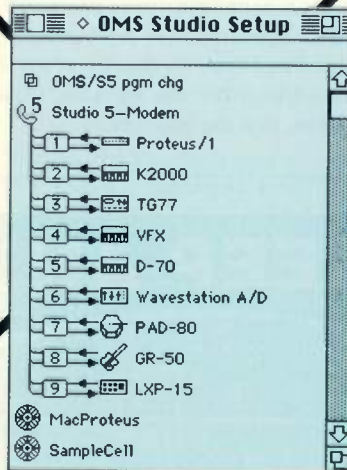 OMS Studio Setup
OMS/S5 pgm chg
5 Studio 5-Modem
1 Proteus/1
2 K2000
3 TG77
4 VFX
5 D-70
6 Wavestation A/D
7 PAD-80
8 GR-50
9 LXP-15
MacProteus
SampleCell